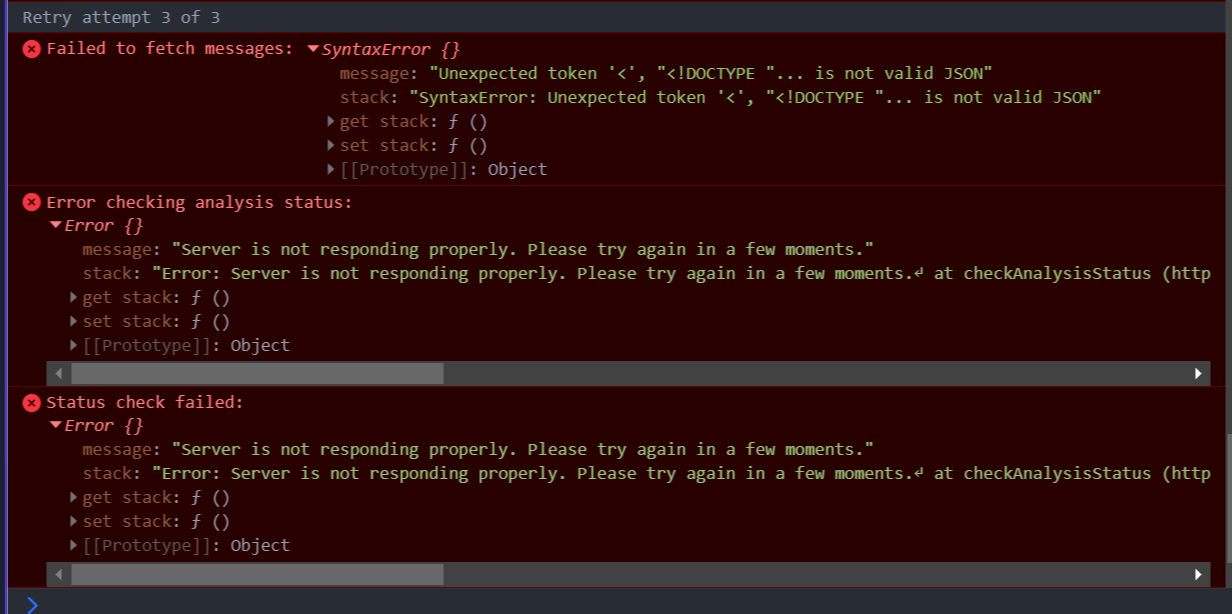 Retry attempt 3 of 3
Failed to fetch messages: ▼SyntaxError {}
message: "Unexpected token '<', "<!DOCTYPE "... is not valid JSON"
stack: "SyntaxError: Unexpected token '<', "<!DOCTYPE "... is not valid JSON"
▶get stack: ƒ ()
▶set stack: ƒ ()
▶[[Prototype]]: Object
Error checking analysis status:
▼Error {}
message: "Server is not responding properly. Please try again in a few moments."
stack: "Error: Server is not responding properly. Please try again in a few moments.↵ at checkAnalysisStatus (http
▶get stack: ƒ ()
▶set stack: ƒ ()
▶[[Prototype]]: Object
Status check failed:
▼Error {}
message: "Server is not responding properly. Please try again in a few moments."
stack: "Error: Server is not responding properly. Please try again in a few moments.↵ at checkAnalysisStatus (http
▶get stack: ƒ ()
▶set stack: ƒ ()
▶[[Prototype]]: Object